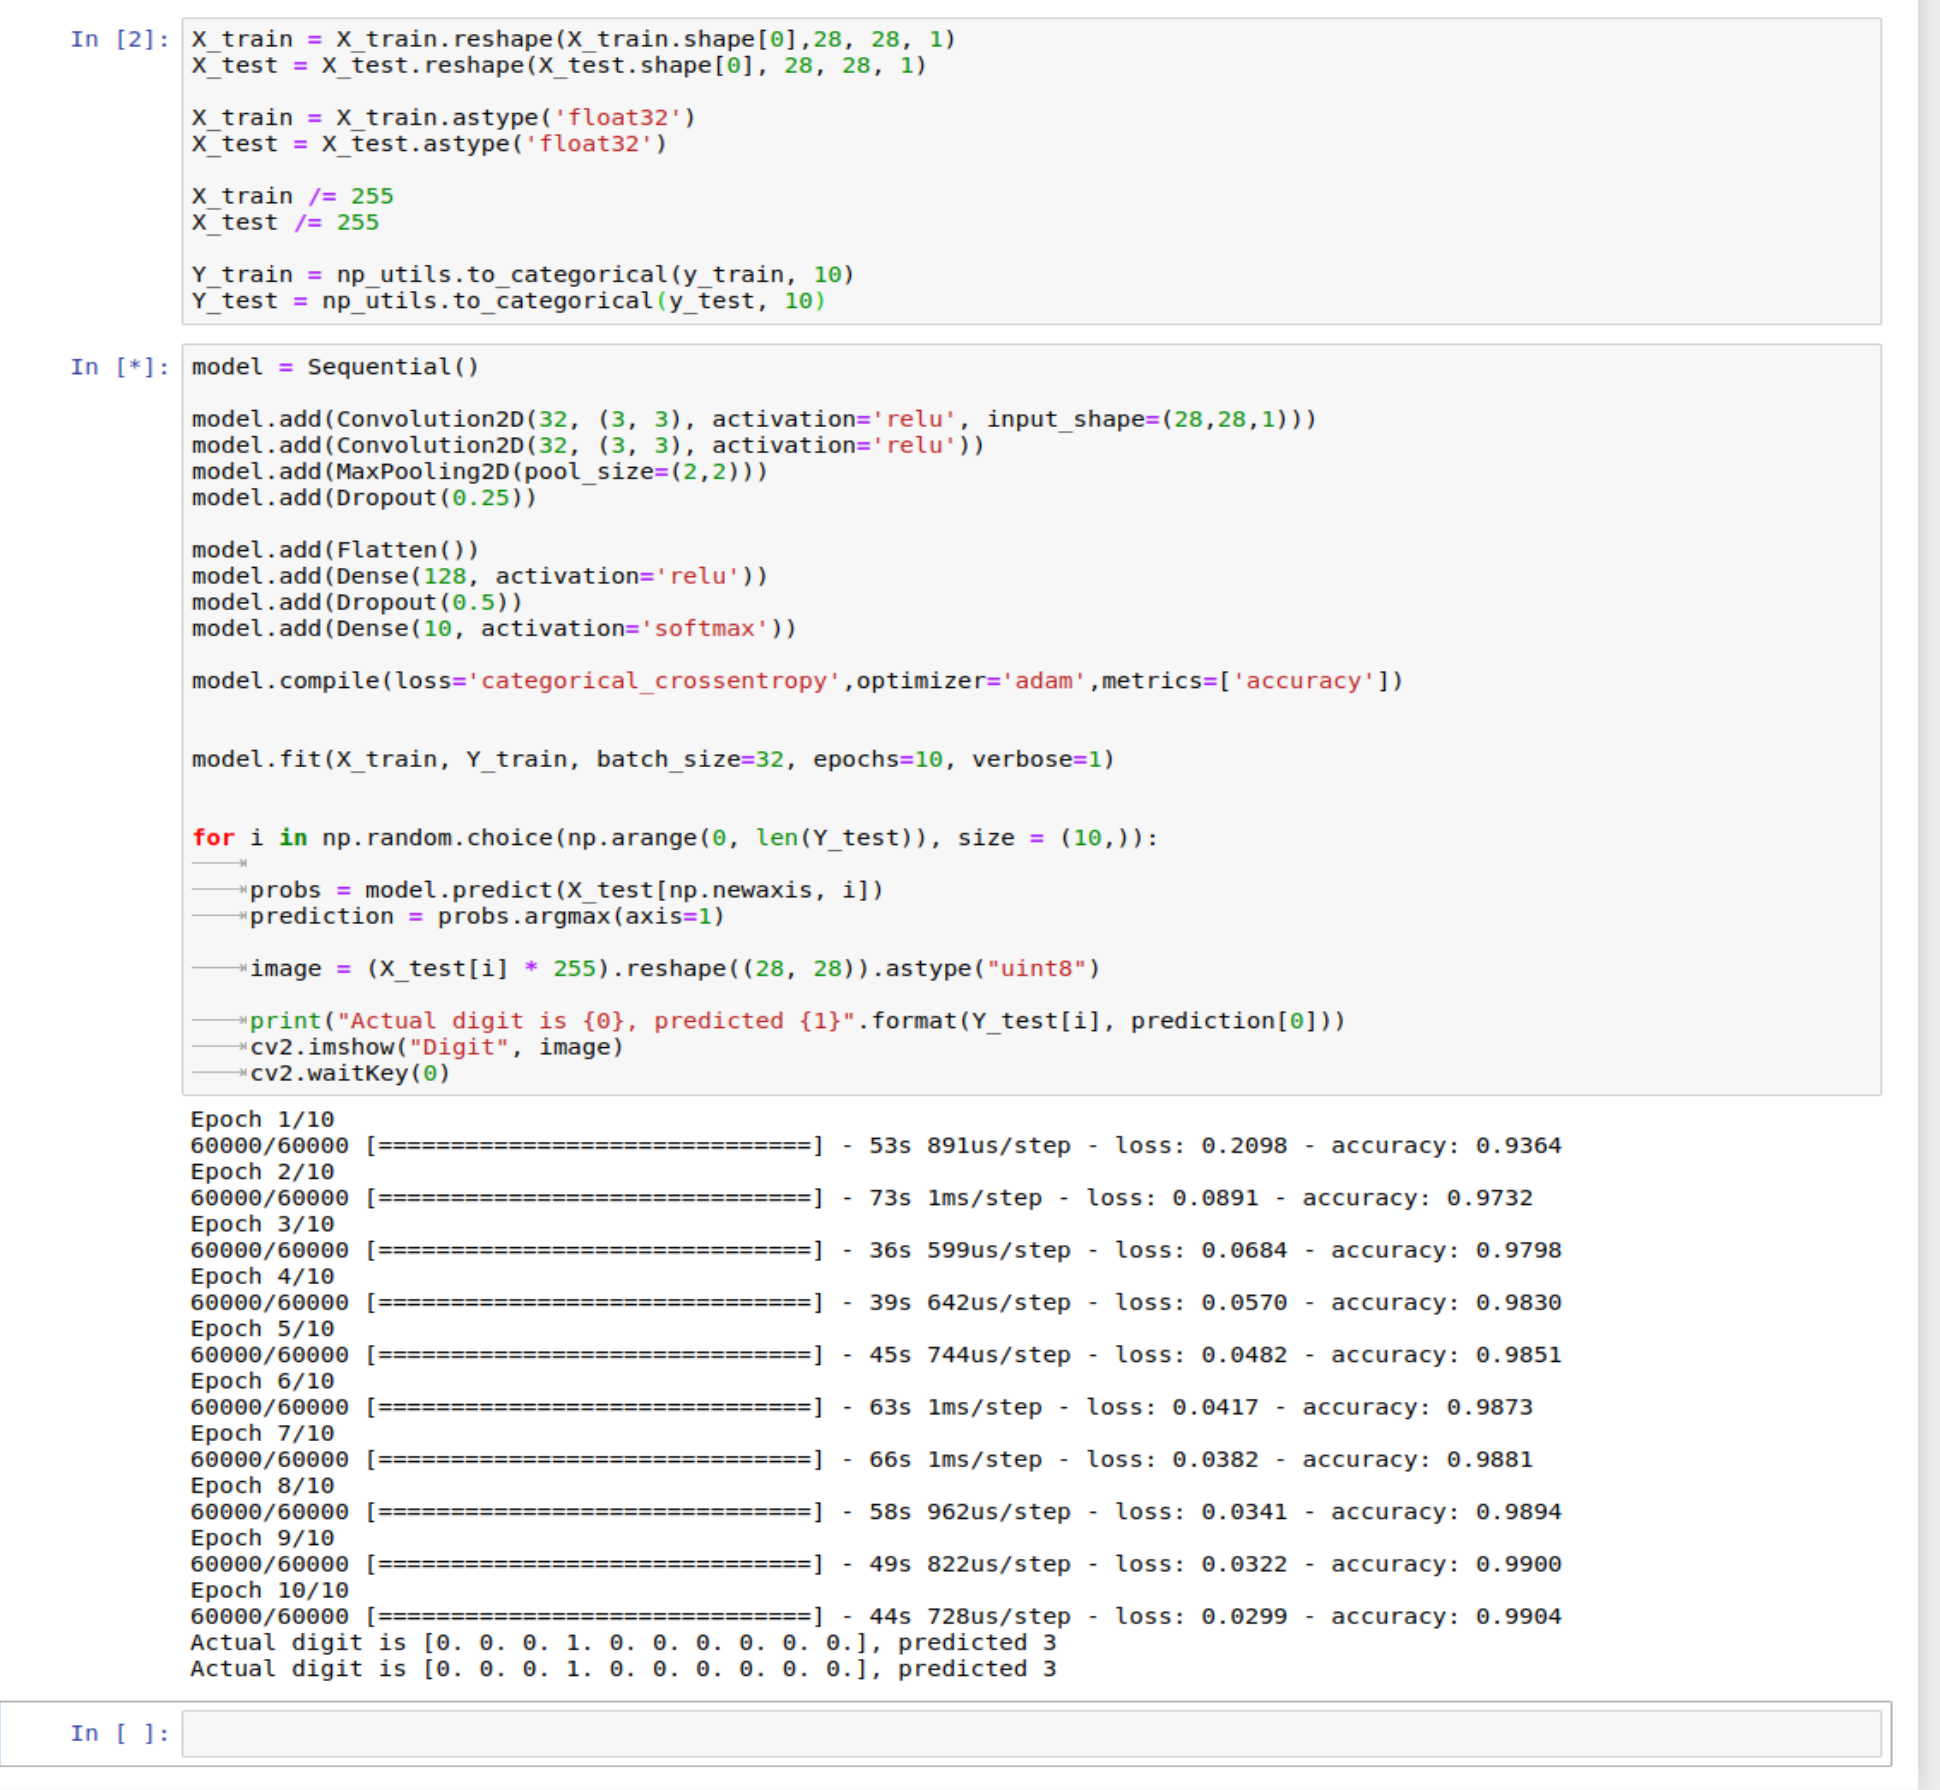 In [2]:
X_train = X_train.reshape(X_train.shape[0],28, 28, 1)
X_test = X_test.reshape(X_test.shape[0], 28, 28, 1)
X_train = X_train.astype('float32')
X_test = X_test.astype('float32')
X_train /= 255
X_test /= 255
Y_train = np_utils.to_categorical(y_train, 10)
Y_test = np_utils.to_categorical(y_test, 10)
In [*]:
model = Sequential()
model.add(Convolution2D(32, (3, 3), activation='relu', input_shape=(28,28,1)))
model.add(Convolution2D(32, (3, 3), activation='relu'))
model.add(MaxPooling2D(pool_size=(2,2)))
model.add(Dropout(0.25))
model.add(Flatten())
model.add(Dense(128, activation='relu'))
model.add(Dropout(0.5))
model.add(Dense(10, activation='softmax'))
model.compile(loss='categorical_crossentropy',optimizer='adam',metrics=['accuracy'])
model.fit(X_train, Y_train, batch_size=32, epochs=10, verbose=1)
for i in np.random.choice(np.arange(0, len(Y_test)), size = (10,)):
probs = model.predict(X_test[np.newaxis, i])
prediction = probs.argmax(axis=1)
image = (X_test[i] * 255).reshape((28, 28)).astype("uint8")
print("Actual digit is {0}, predicted {1}".format(Y_test[i], prediction[0]))
cv2.imshow("Digit", image)
cv2.waitKey(0)
Epoch 1/10
60000/60000 [==============================] - 53s 891us/step - loss: 0.2098 - accuracy: 0.9364
Epoch 2/10
60000/60000 [==============================] - 73s 1ms/step - loss: 0.0891 - accuracy: 0.9732
Epoch 3/10
60000/60000 [==============================] - 36s 599us/step - loss: 0.0684 - accuracy: 0.9798
Epoch 4/10
60000/60000 [==============================] - 39s 642us/step - loss: 0.0570 - accuracy: 0.9830
Epoch 5/10
60000/60000 [==============================] - 45s 744us/step - loss: 0.0482 - accuracy: 0.9851
Epoch 6/10
60000/60000 [==============================] - 63s 1ms/step - loss: 0.0417 - accuracy: 0.9873
Epoch 7/10
60000/60000 [==============================] - 66s 1ms/step - loss: 0.0382 - accuracy: 0.9881
Epoch 8/10
60000/60000 [==============================] - 58s 962us/step - loss: 0.0341 - accuracy: 0.9894
Epoch 9/10
60000/60000 [==============================] - 49s 822us/step - loss: 0.0322 - accuracy: 0.9900
Epoch 10/10
60000/60000 [==============================] - 44s 728us/step - loss: 0.0299 - accuracy: 0.9904
Actual digit is [0. 0. 0. 1. 0. 0. 0. 0. 0. 0.], predicted 3
Actual digit is [0. 0. 0. 1. 0. 0. 0. 0. 0. 0.], predicted 3
In [ ]: